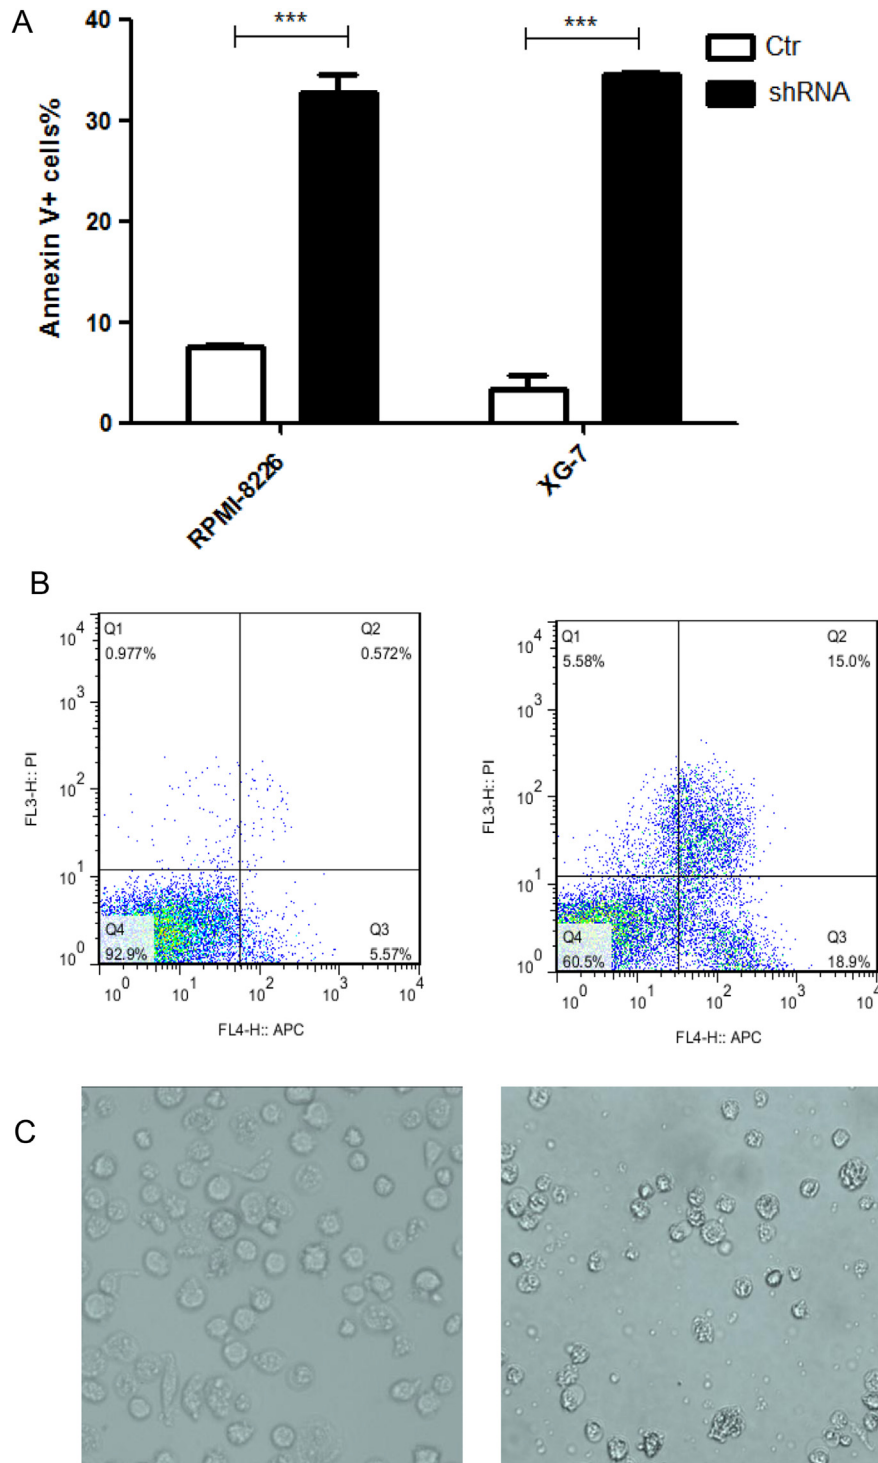 A
Annexin V+ cells%
40
30
20
10
0
***
***
Ctr
shRNA
RPMI-8226
XG-7
B
FL3-H:: PI
10^4
10^3
10^2
10^1
10^0
Q1
0.977%
Q2
0.572%
Q4
92.9%
Q3
5.57%
10^0 10^1 10^2 10^3 10^4
FL4-H:: APC
FL3-H:: PI
10^4
10^3
10^2
10^1
10^0
Q1
5.58%
Q2
15.0%
Q4
60.5%
Q3
18.9%
10^0 10^1 10^2 10^3 10^4
FL4-H:: APC
C